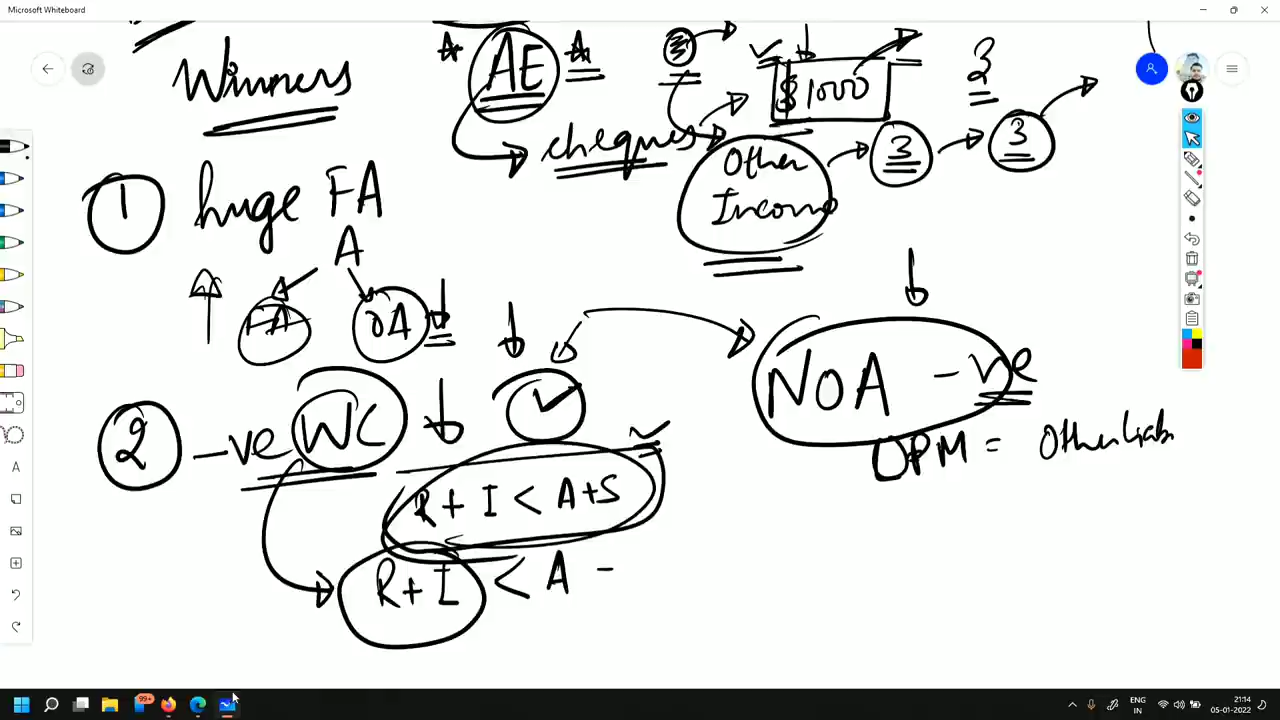 Microsoft Whiteboard
Winners
AE
cheques
3
$1000
3
Other
Income
3
3
1 huge FA
A
FA OA
NOA -ve
2 -ve WC
OPM = Other Liab
R + I < A + S
R + I < A -
A
99+
ENG
IN
21:14
05-01-2022